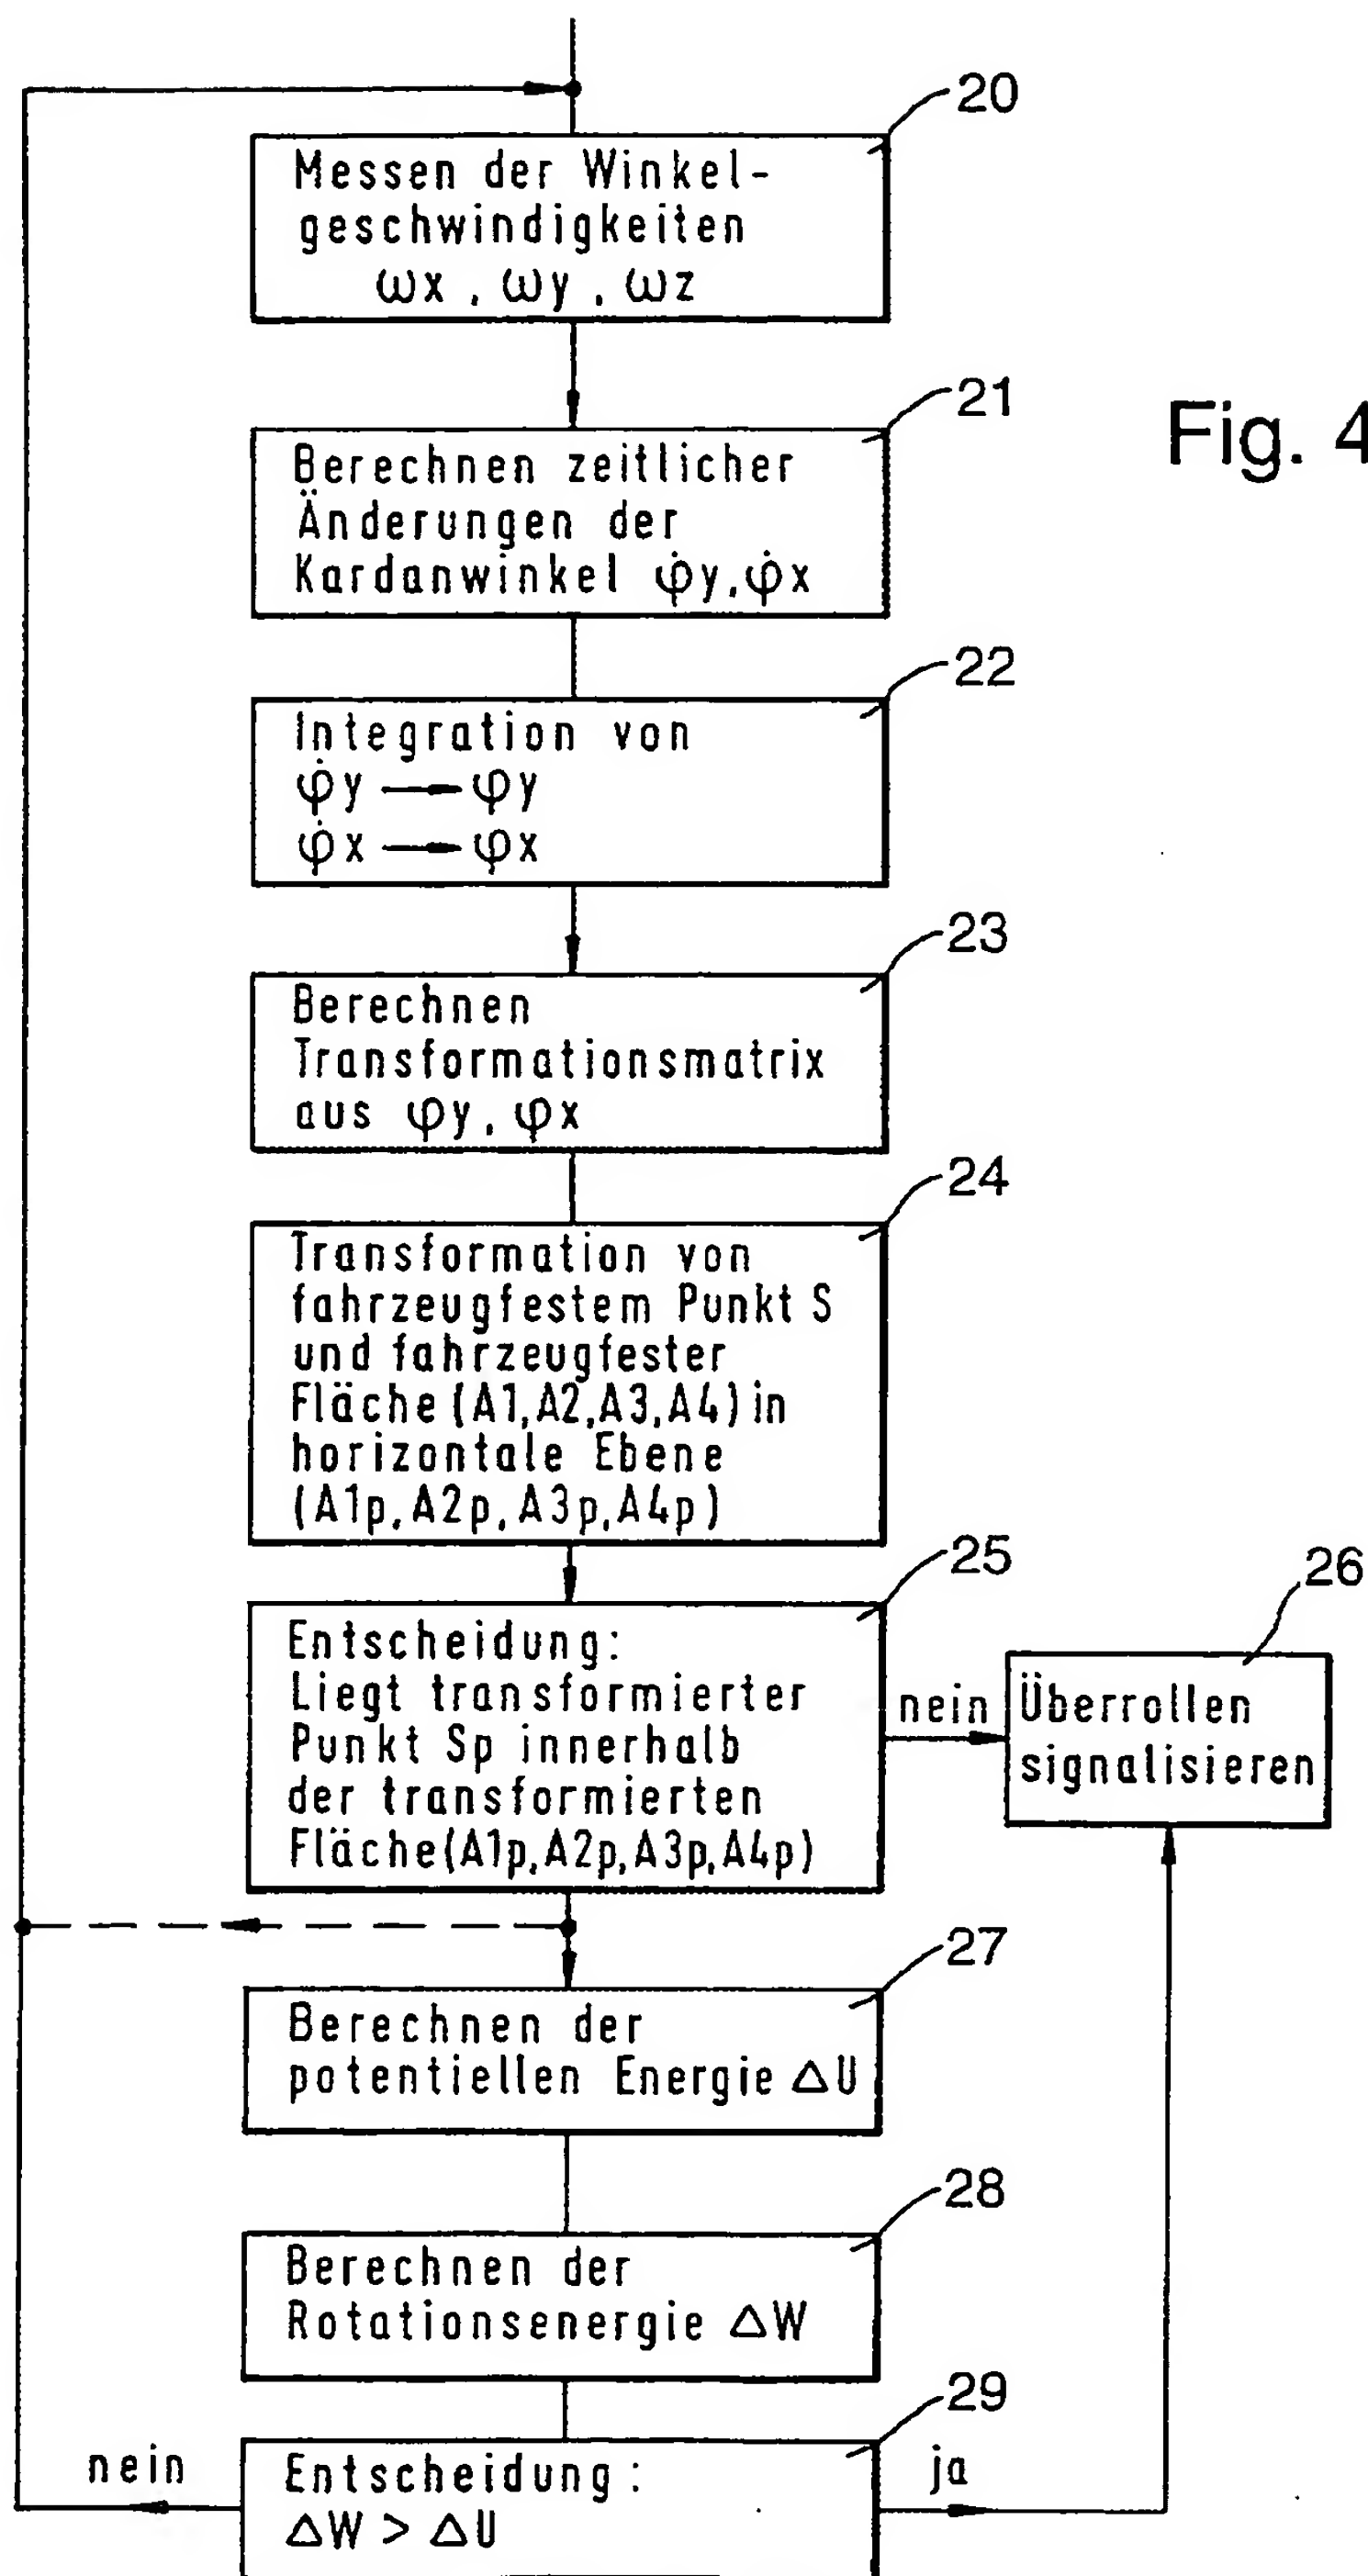 20
Messen der Winkel-
geschwindigkeiten
ωx , ωy , ωz
21
Fig. 4
Berechnen zeitlicher
Änderungen der
Kardanwinkel φ̇y, φ̇x
22
Integration von
φ̇y → φy
φ̇x → φx
23
Berechnen
Transformationsmatrix
aus φy, φx
24
Transformation von
fahrzeugfestem Punkt S
und fahrzeugfester
Fläche (A1, A2, A3, A4) in
horizontale Ebene
(A1p, A2p, A3p, A4p)
25
Entscheidung:
Liegt transformierter
Punkt Sp innerhalb
der transformierten
Fläche (A1p, A2p, A3p, A4p)
nein
26
Überrollen
signalisieren
27
Berechnen der
potentiellen Energie ΔU
28
Berechnen der
Rotationsenergie ΔW
29
nein
Entscheidung:
ΔW > ΔU
ja